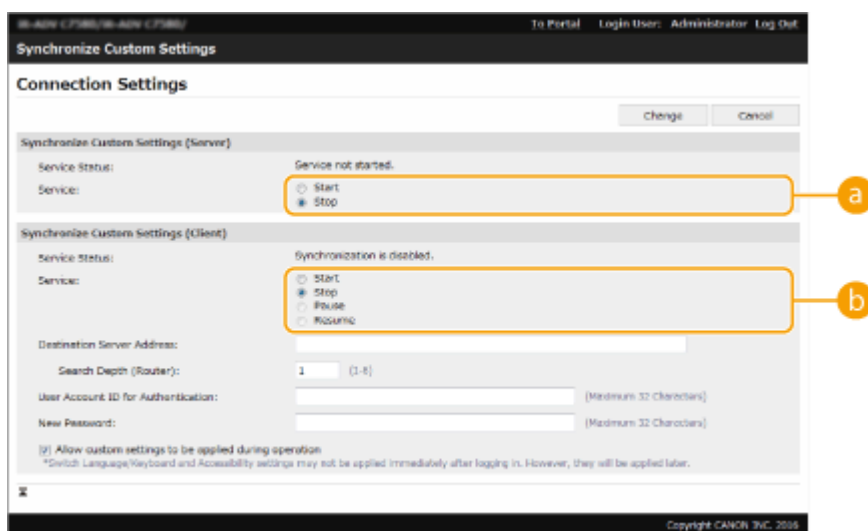 To Portal Login User: Administrator Log Out
Synchronize Custom Settings
Connection Settings
Change Cancel
Synchronize Custom Settings (Server)
Service Status: Service not started.
Service: Start
Stop
a
Synchronize Custom Settings (Client)
Service Status: Synchronization is disabled.
Service: Start
Stop
Pause
Resume
b
Destination Server Address:
Search Depth (Router): 1 (1-8)
User Account ID for Authentication: (Maximum 32 Characters)
New Password: (Maximum 32 Characters)
Allow custom settings to be applied during operation
*Switch Language/Keyboard and Accessibility settings may not be applied immediately after logging in. However, they will be applied later.
Copyright CANON INC. 2016